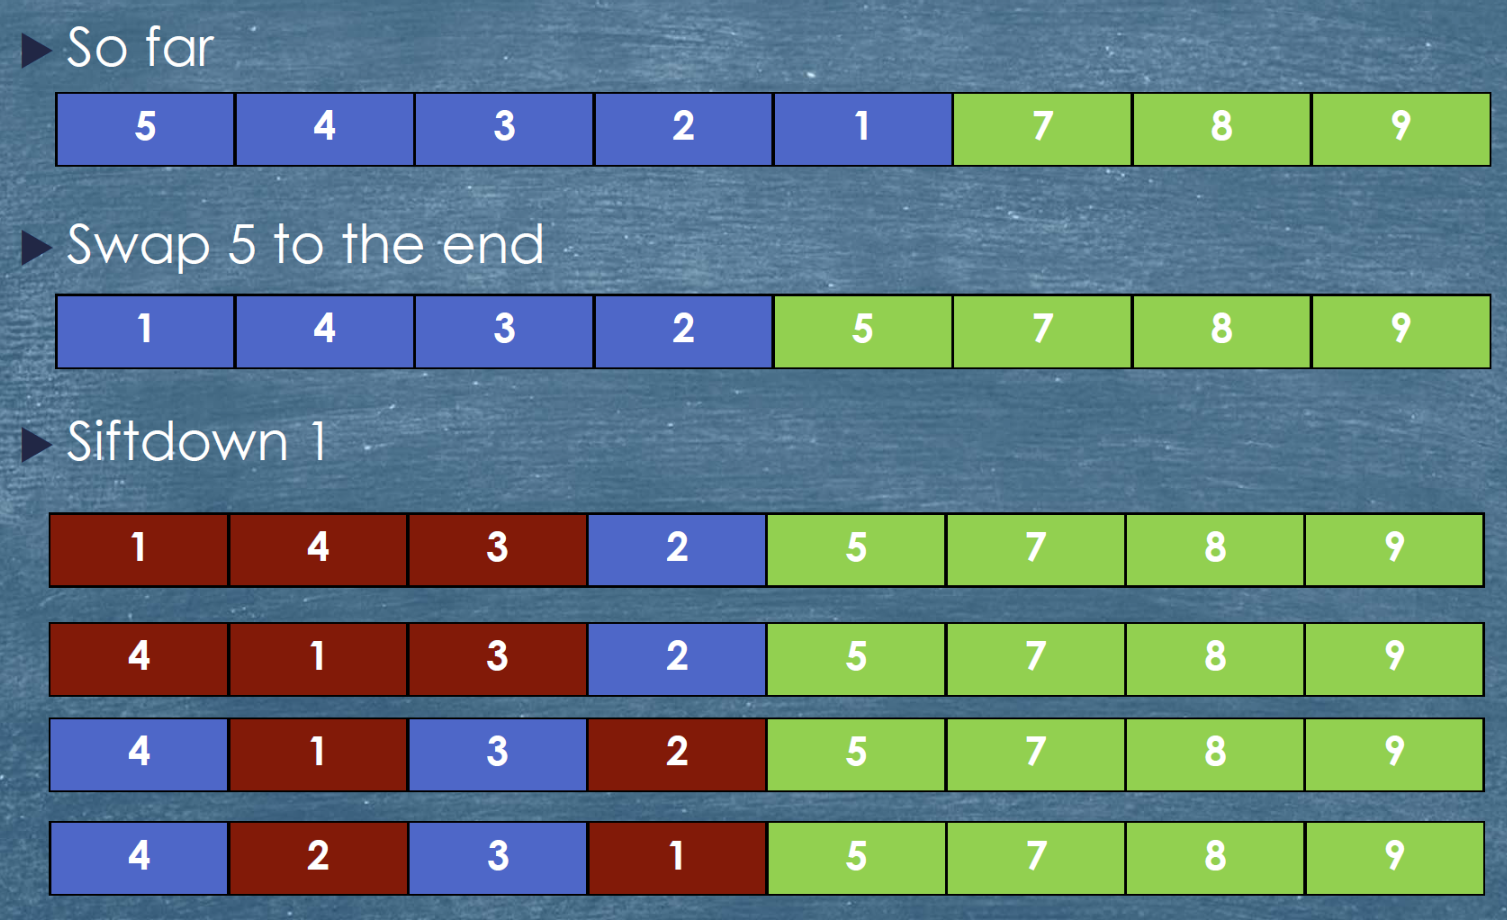 So far
5 4 3 2 1 7 8 9
Swap 5 to the end
1 4 3 2 5 7 8 9
Siftdown 1
1 4 3 2 5 7 8 9
4 1 3 2 5 7 8 9
4 1 3 2 5 7 8 9
4 2 3 1 5 7 8 9